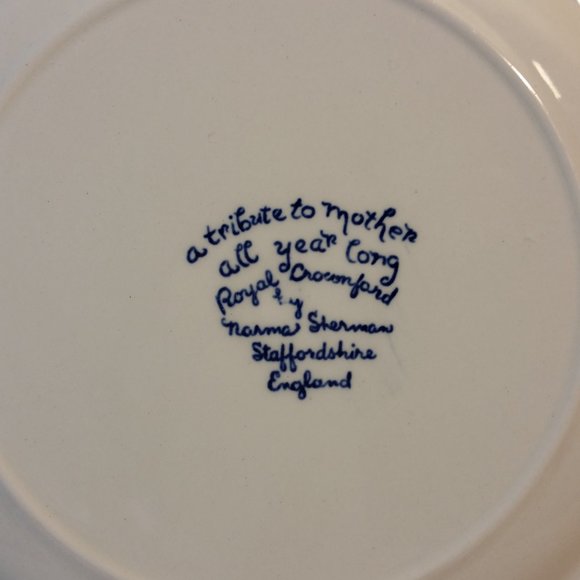 a tribute to mother
all year long
Royal Crownford
by
Norma Sherman
Staffordshire
England